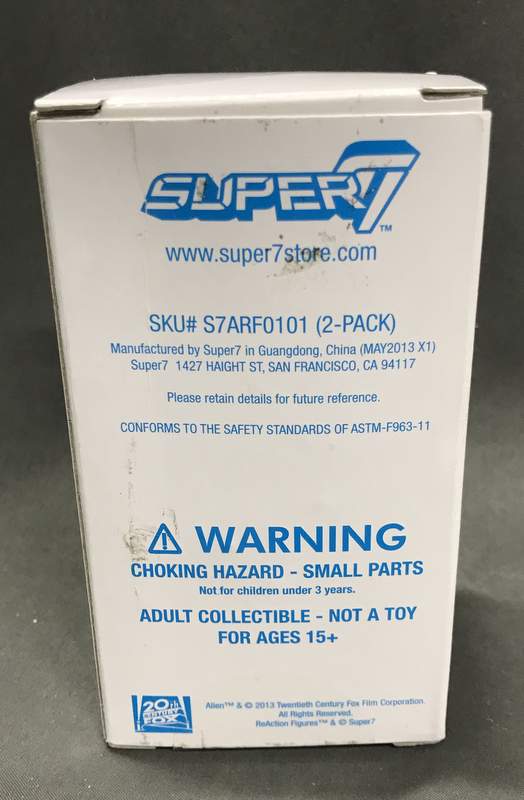 SUPER7™
www.super7store.com
SKU# S7ARF0101 (2-PACK)
Manufactured by Super7 in Guangdong, China (MAY2013 X1)
Super7 1427 HAIGHT ST, SAN FRANCISCO, CA 94117
Please retain details for future reference.
CONFORMS TO THE SAFETY STANDARDS OF ASTM-F963-11
⚠ WARNING
CHOKING HAZARD - SMALL PARTS
Not for children under 3 years.
ADULT COLLECTIBLE - NOT A TOY
FOR AGES 15+
20th
CENTURY
FOX
Alien™ & © 2013 Twentieth Century Fox Film Corporation.
All Rights Reserved.
ReAction Figures™ & © Super7